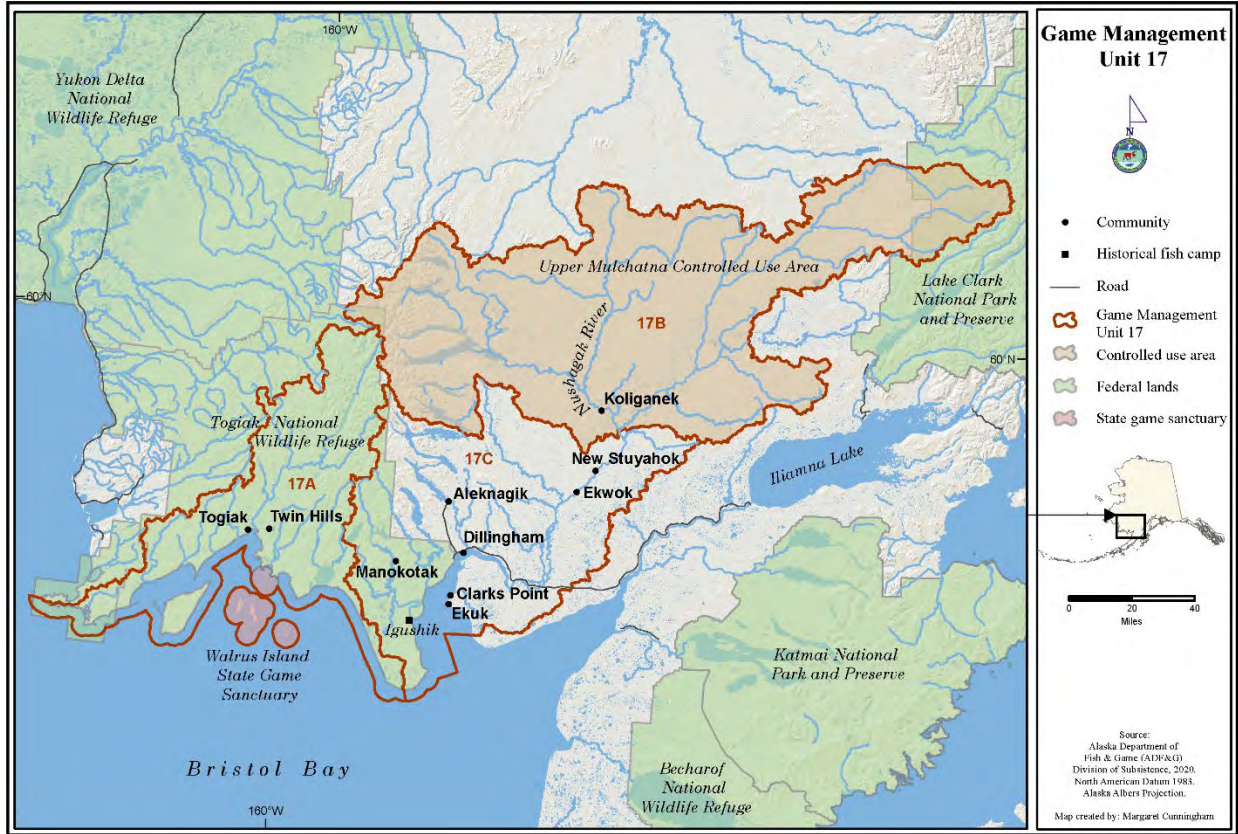 160°W
Yukon Delta
National
Wildlife Refuge
60°N
Upper Mulchatna Controlled Use Area
Lake Clark
National Park
and Preserve
17B
Nushagak River
60°N
Koliganek
Togiak National
Wildlife Refuge
17C
New Stuyahok
Iliamna Lake
17A
Aleknagik
Ekwok
Togiak
Twin Hills
Dillingham
Manokotak
Clarks Point
Ekuk
Igushik
Walrus Island
State Game
Sanctuary
Katmai National
Park and Preserve
Bristol Bay
Becharof
National
Wildlife Refuge
160°W
Game Management
Unit 17
N
Community
Historical fish camp
Road
Game Management
Unit 17
Controlled use area
Federal lands
State game sanctuary
0 20 40
Miles
Source:
Alaska Department of
Fish & Game (ADF&G)
Division of Subsistence, 2020.
North American Datum 1983.
Alaska Albers Projection.
Map created by: Margaret Cunningham